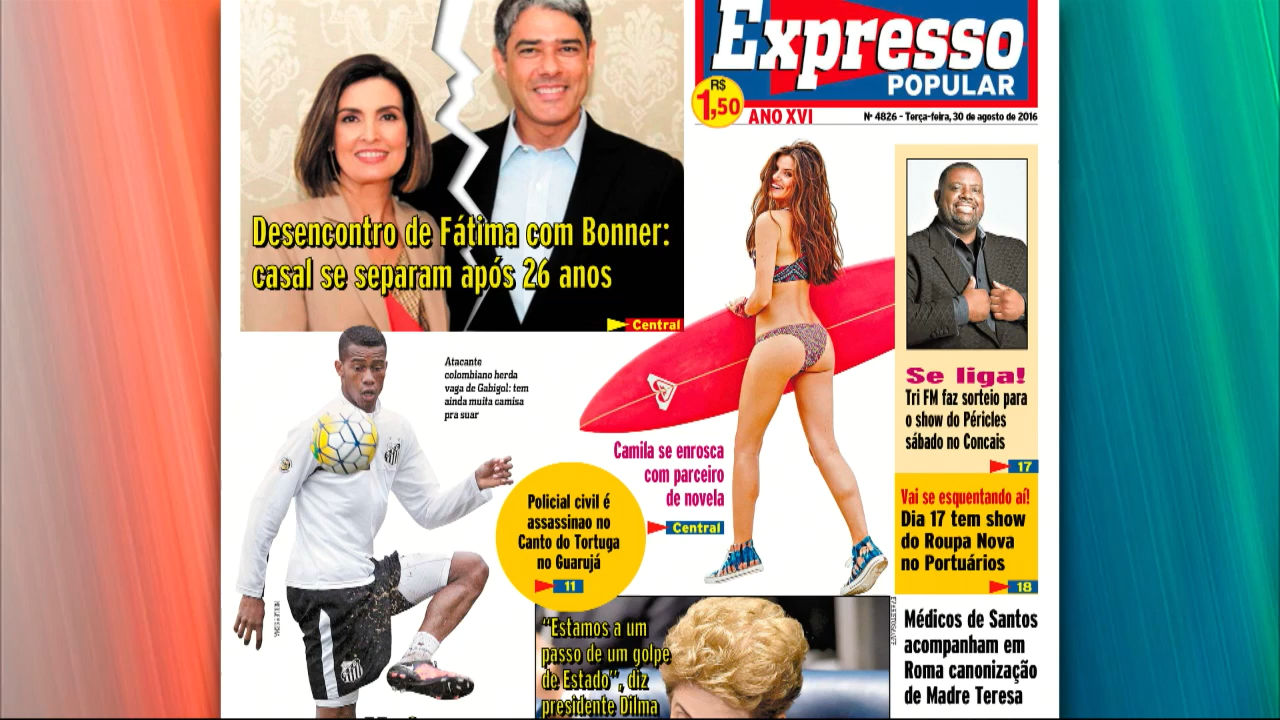 Expresso
POPULAR
R$
1,50
ANO XVI
Nº 4826 - Terça-feira, 30 de agosto de 2016
Desencontro de Fátima com Bonner:
casal se separam após 26 anos
Central
Atacante
colombiano herda
vaga de Gabigol: tem
ainda muita camisa
pra suar
Camila se enrosca
com parceiro
de novela
Central
Policial civil é
assassinao no
Canto do Tortuga
no Guarujá
11
Se liga!
Tri FM faz sorteio para
o show do Péricles
sábado no Concais
17
Vai se esquentando aí!
Dia 17 tem show
do Roupa Nova
no Portuários
18
"Estamos a um
passo de um golpe
de Estado", diz
presidente Dilma
Médicos de Santos
acompanham em
Roma canonização
de Madre Teresa